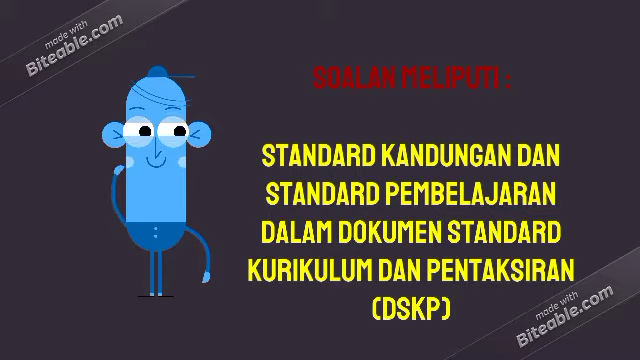 made with
Biteable.com
SOALAN MELIPUTI :
STANDARD KANDUNGAN DAN
STANDARD PEMBELAJARAN
DALAM DOKUMEN STANDARD
KURIKULUM DAN PENTAKSIRAN
(DSKP)
made with
Biteable.com